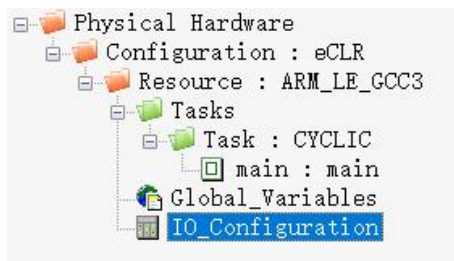 Physical Hardware
Configuration : eCLR
Resource : ARM_LE_GCC3
Tasks
Task : CYCLIC
main : main
Global_Variables
IO_Configuration